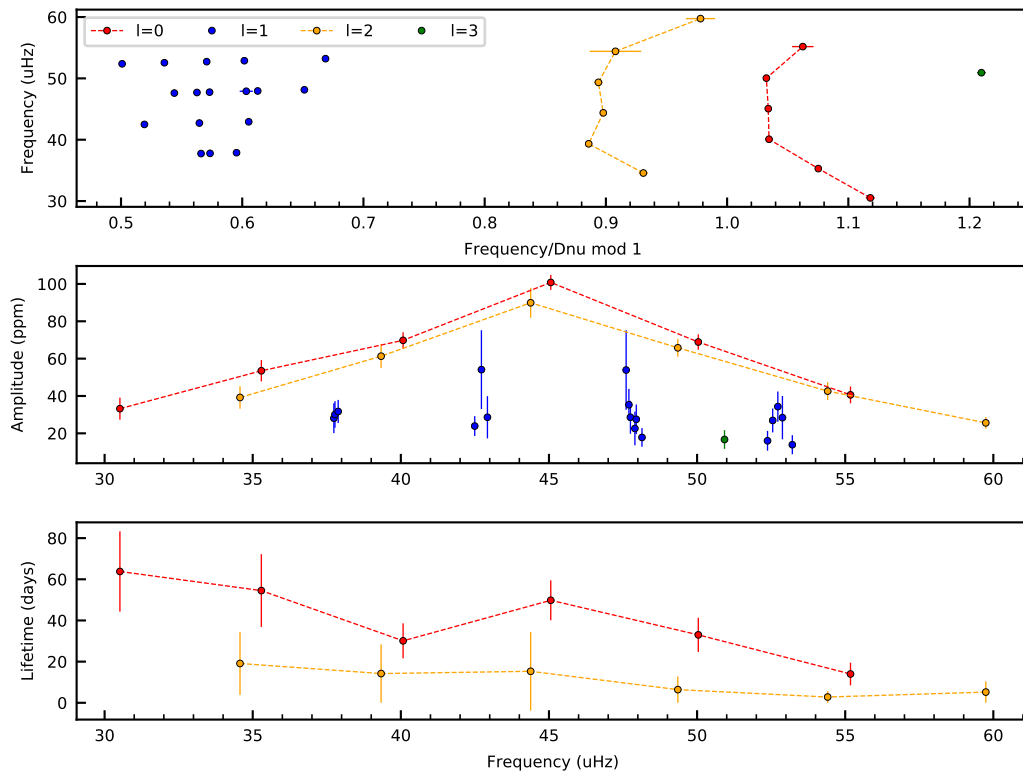 l=0 l=1 l=2 l=3
Frequency (uHz)
60
50
40
30
0.5 0.6 0.7 0.8 0.9 1.0 1.1 1.2
Frequency/Dnu mod 1
Amplitude (ppm)
100
80
60
40
20
30 35 40 45 50 55 60
Lifetime (days)
80
60
40
20
0
30 35 40 45 50 55 60
Frequency (uHz)